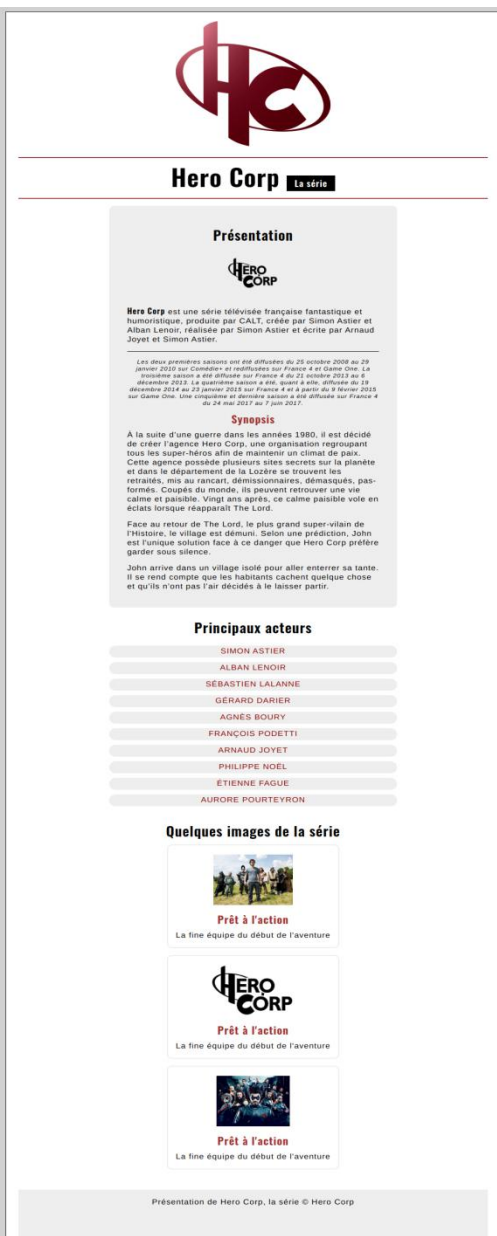 HC
Hero Corp La série
Présentation
HERO
CORP
Hero Corp est une série télévisée française fantastique et
humoristique, produite par CALT, créée par Simon Astier et
Alban Lenoir, réalisée par Simon Astier et écrite par Arnaud
Joyet et Simon Astier.
Les deux premières saisons ont été diffusées du 25 octobre 2008 au 29
janvier 2010 sur Comédie+ et rediffusées sur France 4 et Game One. La
troisième saison a été diffusée sur France 4 du 21 octobre 2013 au 6
décembre 2013. La quatrième saison a été, quant à elle, diffusée du 19
décembre 2014 au 23 janvier 2015 sur France 4 et à partir du 9 février 2015
sur Game One. Une cinquième et dernière saison a été diffusée sur France 4
du 24 mai 2017 au 7 juin 2017.
Synopsis
À la suite d'une guerre dans les années 1980, il est décidé
de créer l'agence Hero Corp, une organisation regroupant
tous les super-héros afin de maintenir un climat de paix.
Cette agence possède plusieurs sites secrets sur la planète
et dans le département de la Lozère se trouvent les
retraités, mis au rancart, démissionnaires, démasqués, pas-
formés. Coupés du monde, ils peuvent retrouver une vie
calme et paisible. Vingt ans après, ce calme paisible vole en
éclats lorsque réapparaît The Lord.
Face au retour de The Lord, le plus grand super-vilain de
l'Histoire, le village est démuni. Selon une prédiction, John
est l'unique solution face à ce danger que Hero Corp préfère
garder sous silence.
John arrive dans un village isolé pour aller enterrer sa tante.
Il se rend compte que les habitants cachent quelque chose
et qu'ils n'ont pas l'air décidés à le laisser partir.
Principaux acteurs
SIMON ASTIER
ALBAN LENOIR
SÉBASTIEN LALANNE
GÉRARD DARIER
AGNÈS BOURY
FRANÇOIS PODETTI
ARNAUD JOYET
PHILIPPE NOËL
ÉTIENNE FAGUE
AURORE POURTEYRON
Quelques images de la série
Prêt à l'action
La fine équipe du début de l'aventure
HERO
CORP
Prêt à l'action
La fine équipe du début de l'aventure
Prêt à l'action
La fine équipe du début de l'aventure
Présentation de Hero Corp, la série © Hero Corp